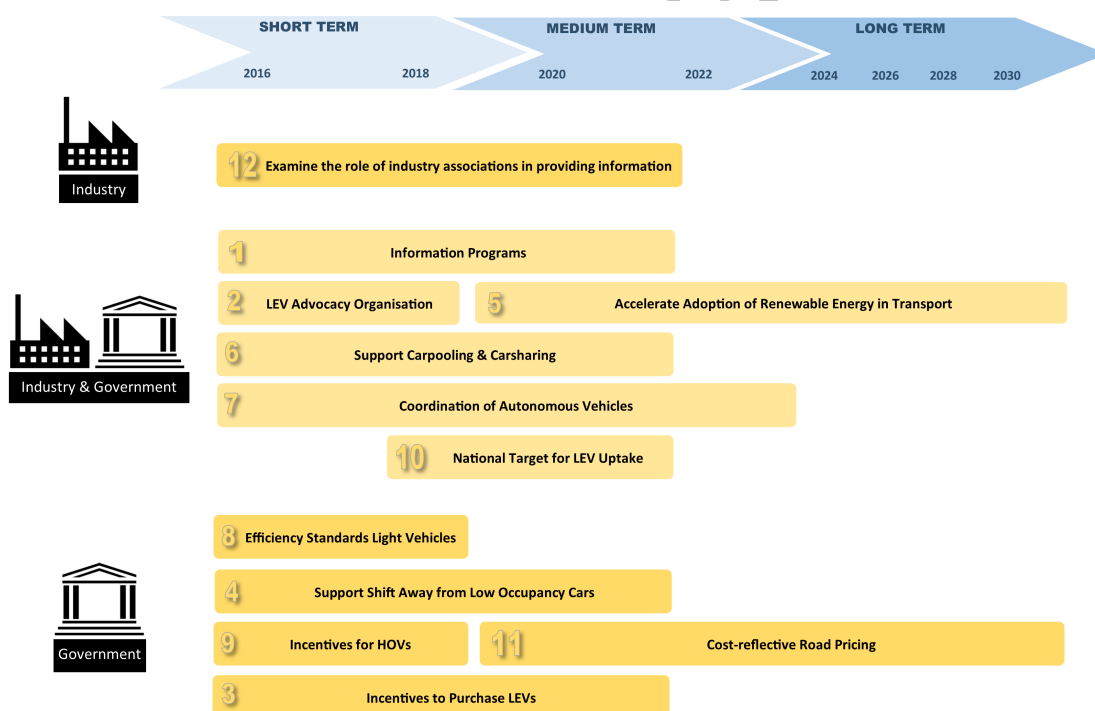 SHORT TERM
MEDIUM TERM
LONG TERM
2016
2018
2020
2022
2024
2026
2028
2030
Industry
12 Examine the role of industry associations in providing information
Industry & Government
1 Information Programs
2 LEV Advocacy Organisation
5 Accelerate Adoption of Renewable Energy in Transport
6 Support Carpooling & Carsharing
7 Coordination of Autonomous Vehicles
10 National Target for LEV Uptake
Government
8 Efficiency Standards Light Vehicles
4 Support Shift Away from Low Occupancy Cars
9 Incentives for HOVs
11 Cost-reflective Road Pricing
3 Incentives to Purchase LEVs